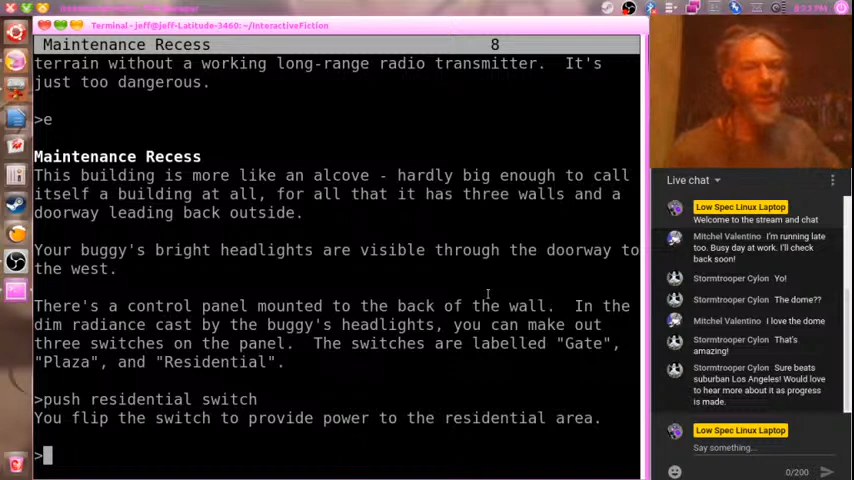 8:23 PM
Terminal - jeff@jeff-Latitude-3460: ~/InteractiveFiction
Maintenance Recess 8
terrain without a working long-range radio transmitter. It's
just too dangerous.
>e
Maintenance Recess
This building is more like an alcove - hardly big enough to call
itself a building at all, for all that it has three walls and a
doorway leading back outside.
Your buggy's bright headlights are visible through the doorway to
the west.
There's a control panel mounted to the back of the wall. In the
dim radiance cast by the buggy's headlights, you can make out
three switches on the panel. The switches are labelled "Gate",
"Plaza", and "Residential".
>push residential switch
You flip the switch to provide power to the residential area.
>
Live chat
Low Spec Linux Laptop
Welcome to the stream and chat
Mitchel Valentino I'm running late
too. Busy day at work. I'll check
back soon!
Stormtrooper Cylon Yo!
Stormtrooper Cylon The dome??
Mitchel Valentino I love the dome
Stormtrooper Cylon That's
amazing!
Stormtrooper Cylon Sure beats
suburban Los Angeles! Would love
to hear more about it as progress
is made.
Low Spec Linux Laptop
Say something...
0/200